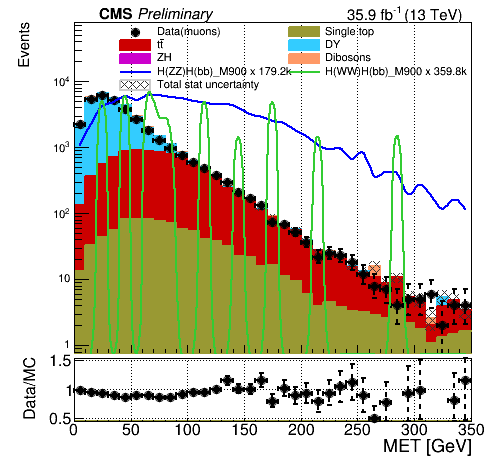 CMS Preliminary 35.9 fb⁻¹ (13 TeV)
Data(muons) Single top
tt̄ DY
ZH Dibosons
H(ZZ)H(bb)_M900 x 179.2k H(WW)H(bb)_M900 x 359.8k
Total stat uncertainty
Events
10⁴
10³
10²
10
1
Data/MC
1.5
1
0.5
0 50 100 150 200 250 300 350
MET [GeV]